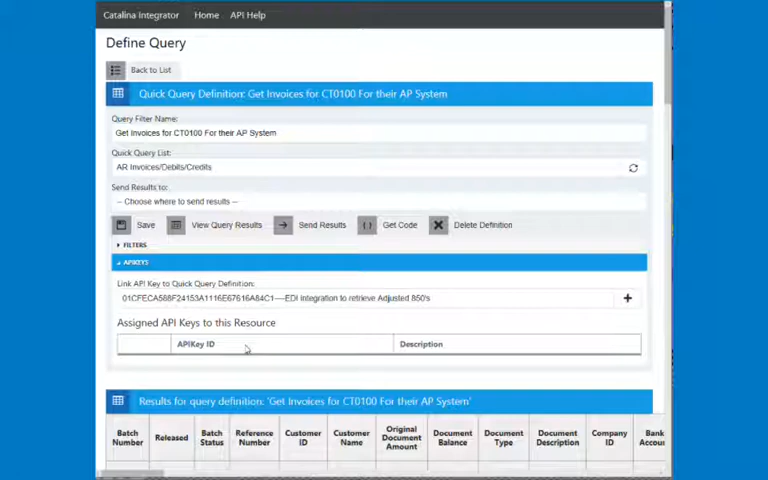 Catalina Integrator Home API Help
Define Query
Back to List
Quick Query Definition: Get Invoices for CT0100 For their AP System
Query Filter Name:
Get Invoices for CT0100 For their AP System
Quick Query List:
AR Invoices/Debits/Credits
Send Results to:
-- Choose where to send results --
Save View Query Results Send Results Get Code Delete Definition
FILTERS
APIKEYS
Link API Key to Quick Query Definition:
01CFECA588F24153A1116E67616A84C1----EDI Integration to retrieve Adjusted 850's
Assigned API Keys to this Resource
APIKey ID Description
Results for query definition: 'Get Invoices for CT0100 For their AP System'
Batch Number Released Batch Status Reference Number Customer ID Customer Name Original Document Amount Document Balance Document Type Document Description Company ID Bank Accou